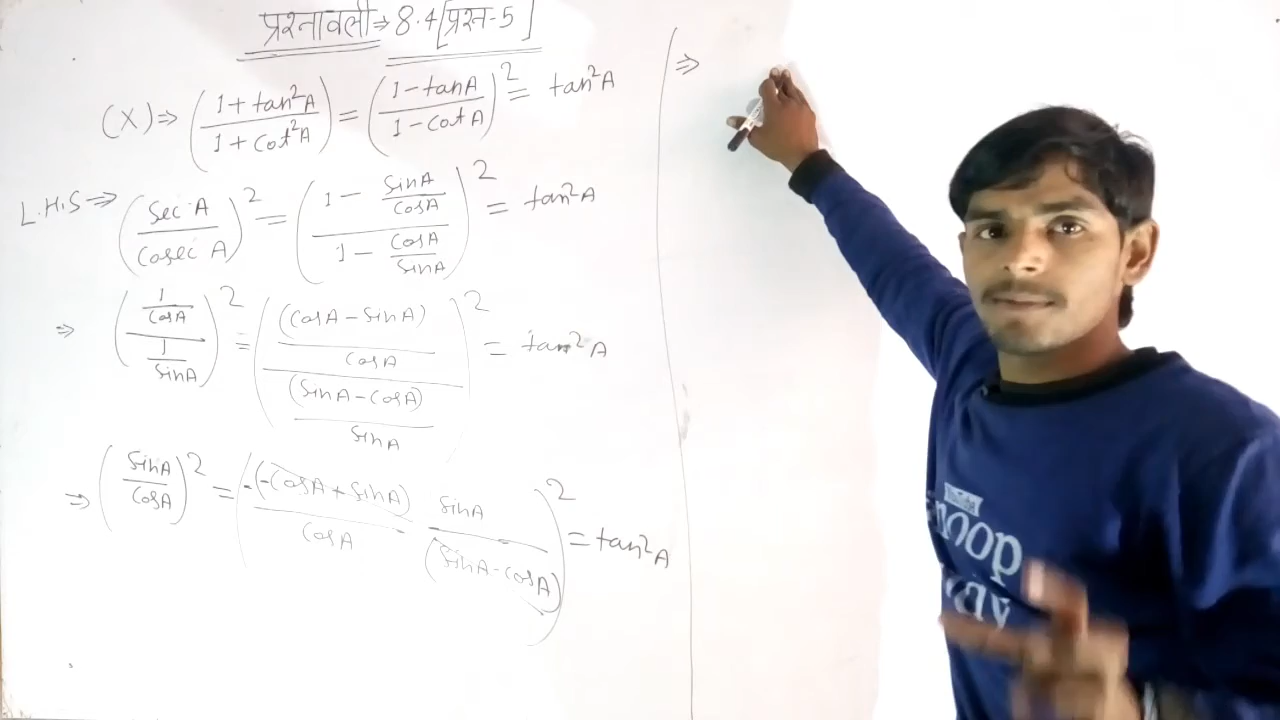 प्रश्नावली⇒ 8.4[प्रश्न-5]
(X)⇒ ((1+tan²A)/(1+cot²A)) = ((1-tanA)/(1-cotA))² = tan²A
L.H.S⇒ (SecA/CosecA)² = ((1 - SinA/CosA)/(1 - CosA/SinA))² = tan²A
⇒ ((1/CosA)/(1/SinA))² = (((CosA-SinA)/CosA)/((SinA-CosA)/SinA))² = tan²A
⇒ (SinA/CosA)² = (-(-CosA+SinA)/CosA SinA/(SinA-CosA))² = tan²A
⇒
noop